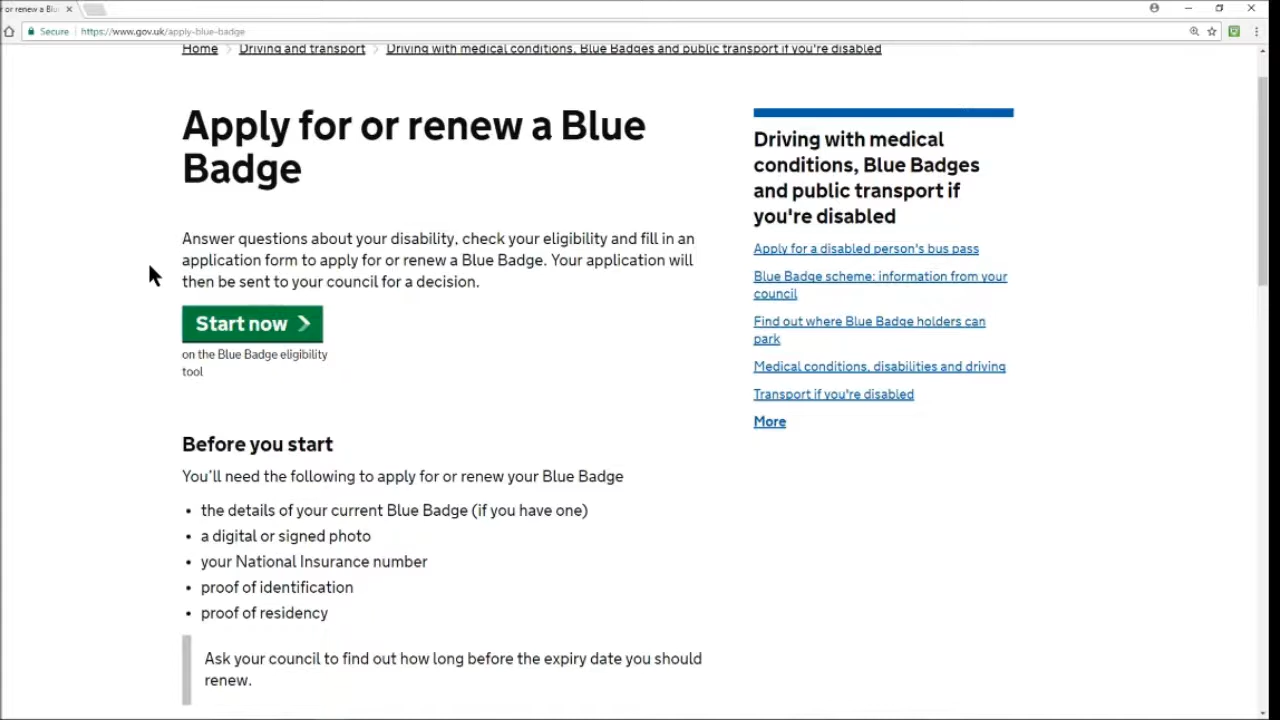 or renew a Blu
Secure https://www.gov.uk/apply-blue-badge
Home Driving and transport Driving with medical conditions, Blue Badges and public transport if you're disabled
Apply for or renew a Blue
Badge
Answer questions about your disability, check your eligibility and fill in an
application form to apply for or renew a Blue Badge. Your application will
then be sent to your council for a decision.
Start now
on the Blue Badge eligibility
tool
Before you start
You'll need the following to apply for or renew your Blue Badge
• the details of your current Blue Badge (if you have one)
• a digital or signed photo
• your National Insurance number
• proof of identification
• proof of residency
Ask your council to find out how long before the expiry date you should
renew.
Driving with medical
conditions, Blue Badges
and public transport if
you're disabled
Apply for a disabled person's bus pass
Blue Badge scheme: information from your
council
Find out where Blue Badge holders can
park
Medical conditions, disabilities and driving
Transport if you're disabled
More